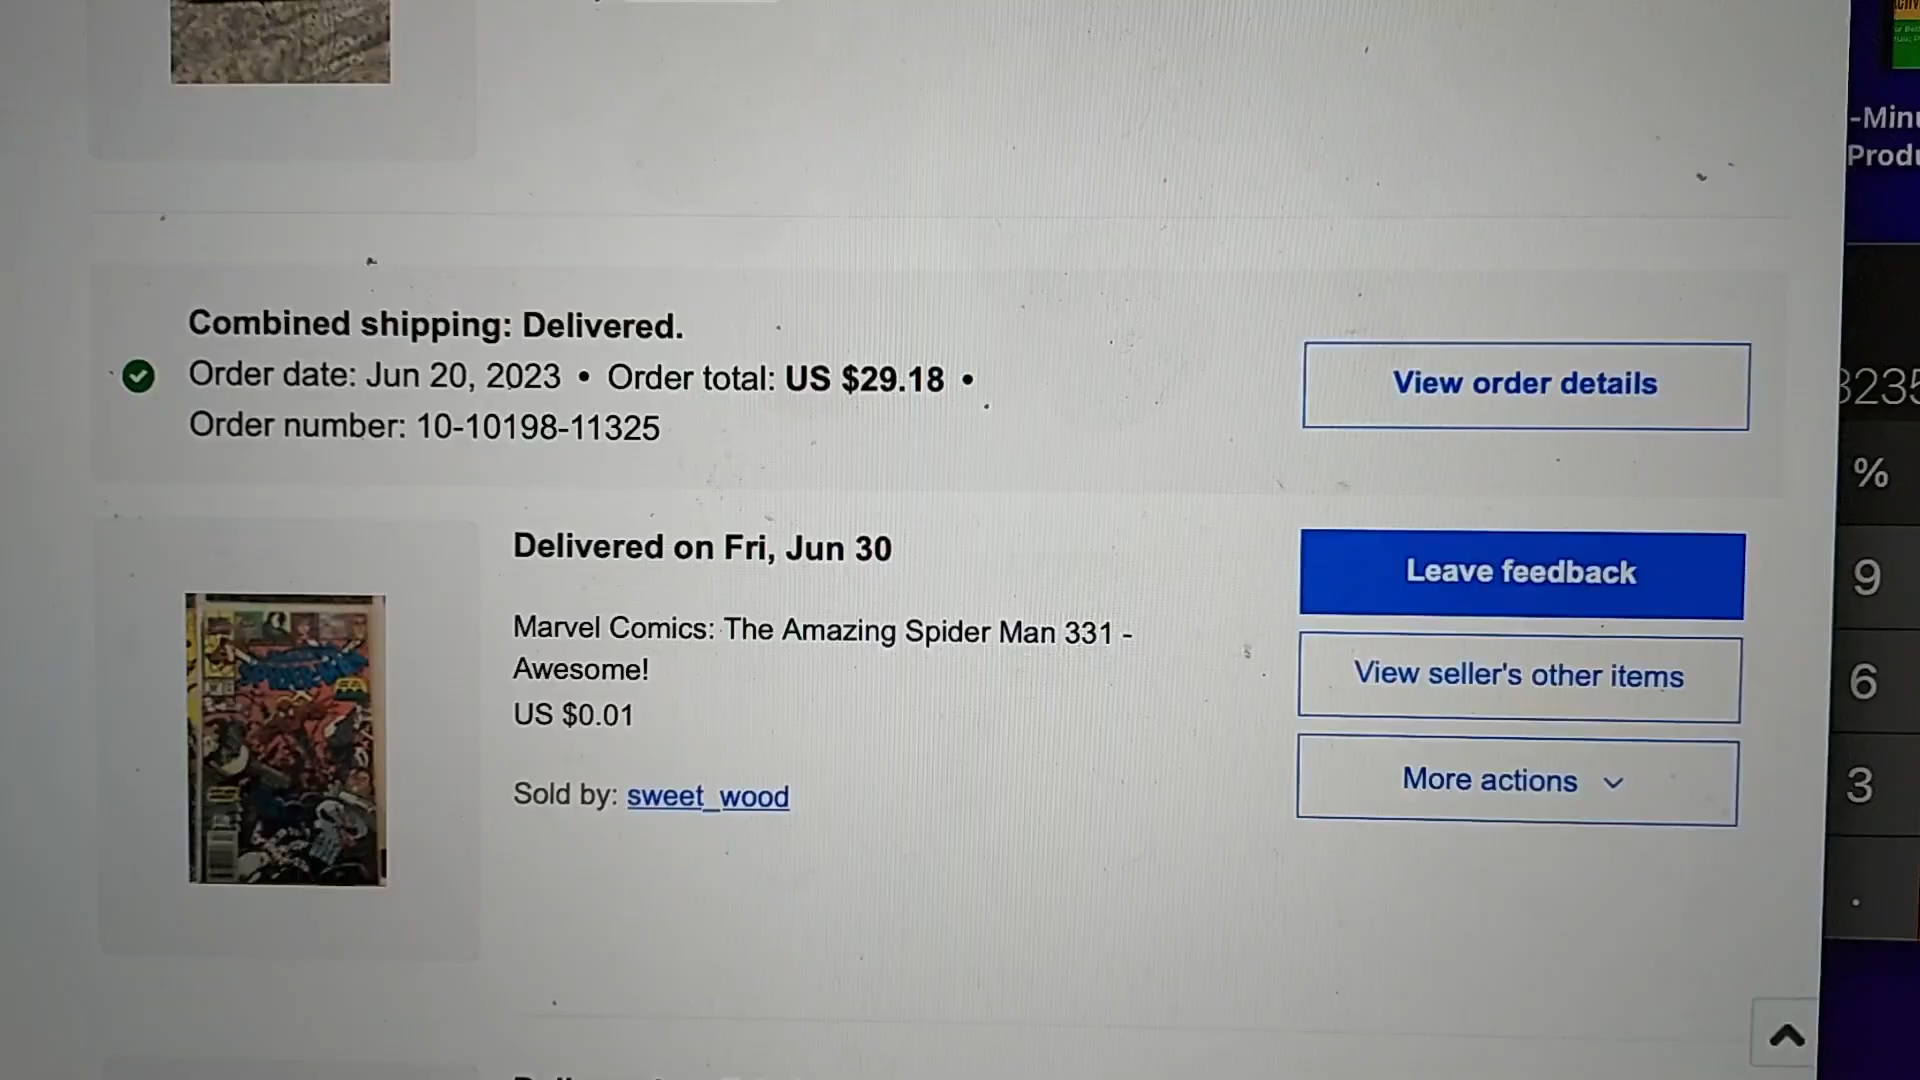 -Min
Prod
Combined shipping: Delivered.
Order date: Jun 20, 2023 • Order total: US $29.18 •
Order number: 10-10198-11325
View order details
Delivered on Fri, Jun 30
Marvel Comics: The Amazing Spider Man 331 -
Awesome!
US $0.01
Sold by: sweet_wood
Leave feedback
View seller's other items
More actions
3235
%
9
6
3
.